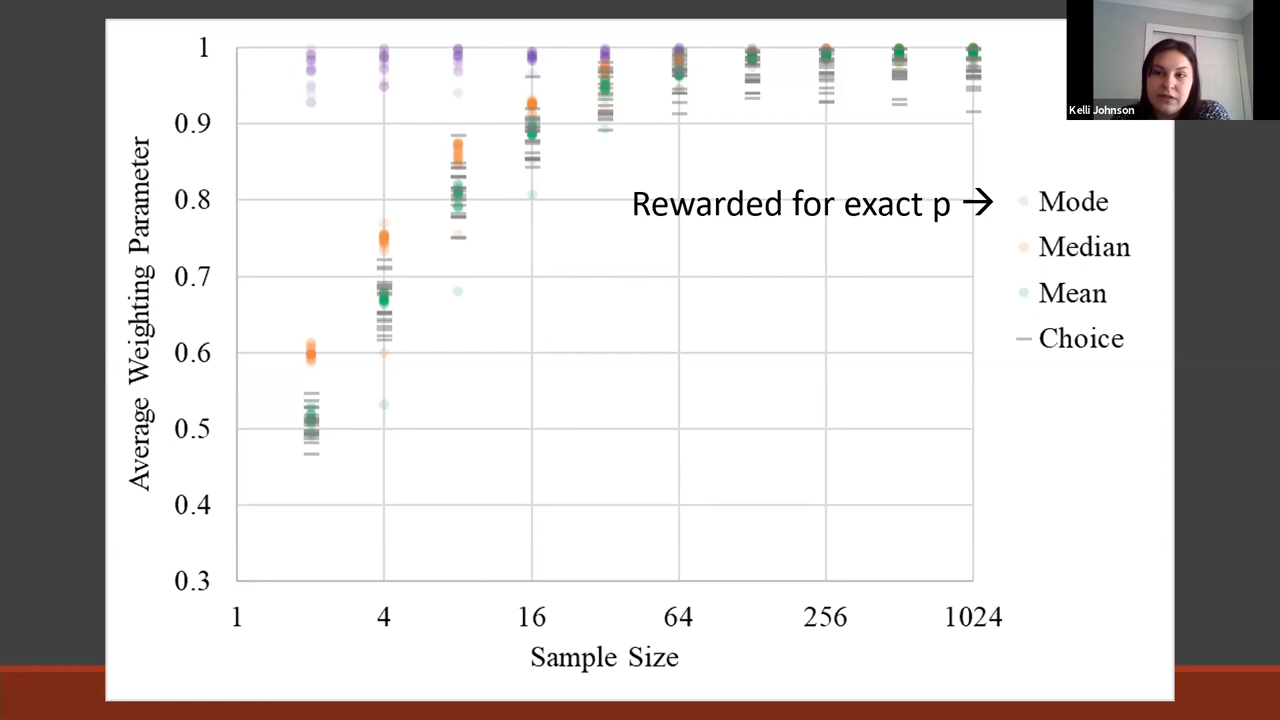 Kelli Johnson
1
0.9
0.8
0.7
0.6
0.5
0.4
0.3
Average Weighting Parameter
1 4 16 64 256 1024
Sample Size
Rewarded for exact p →
Mode
Median
Mean
Choice